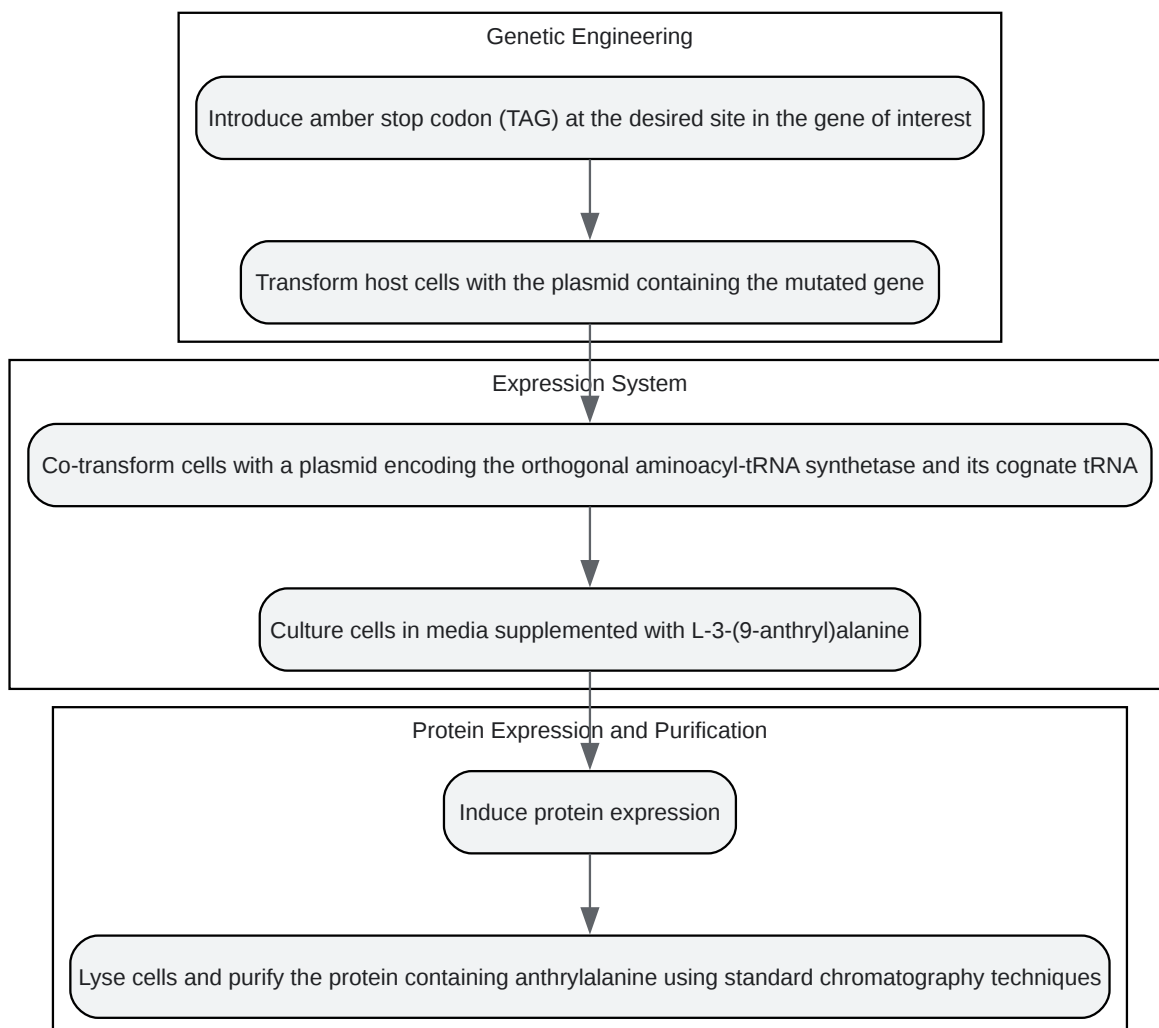 Genetic Engineering
Introduce amber stop codon (TAG) at the desired site in the gene of interest
Transform host cells with the plasmid containing the mutated gene
Expression System
Co-transform cells with a plasmid encoding the orthogonal aminoacyl-tRNA synthetase and its cognate tRNA
Culture cells in media supplemented with L-3-(9-anthryl)alanine
Protein Expression and Purification
Induce protein expression
Lyse cells and purify the protein containing anthrylalanine using standard chromatography techniques